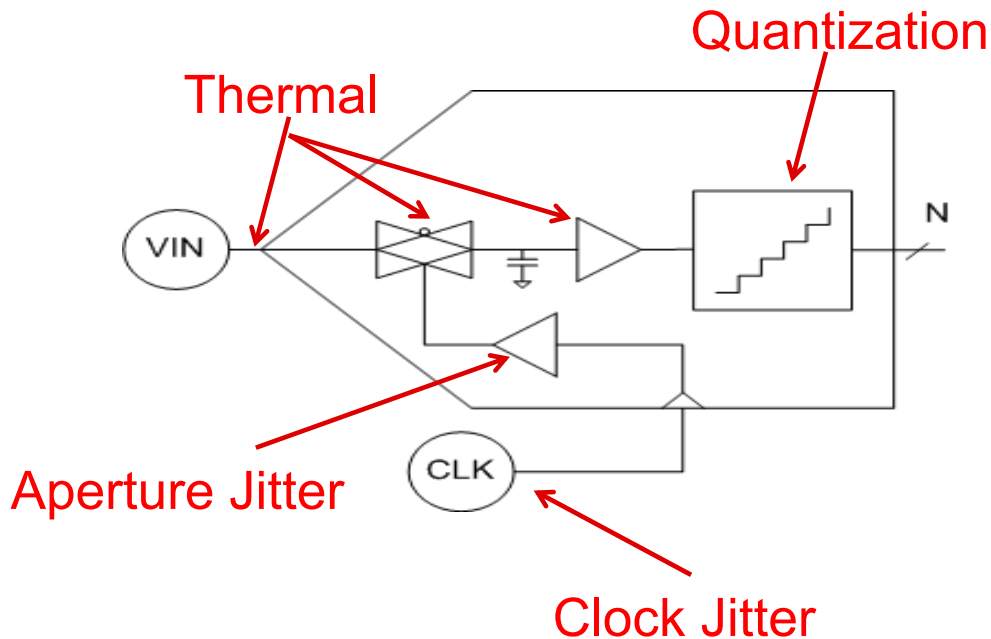 Quantization
Thermal
N
VIN
Aperture Jitter
CLK
Clock Jitter